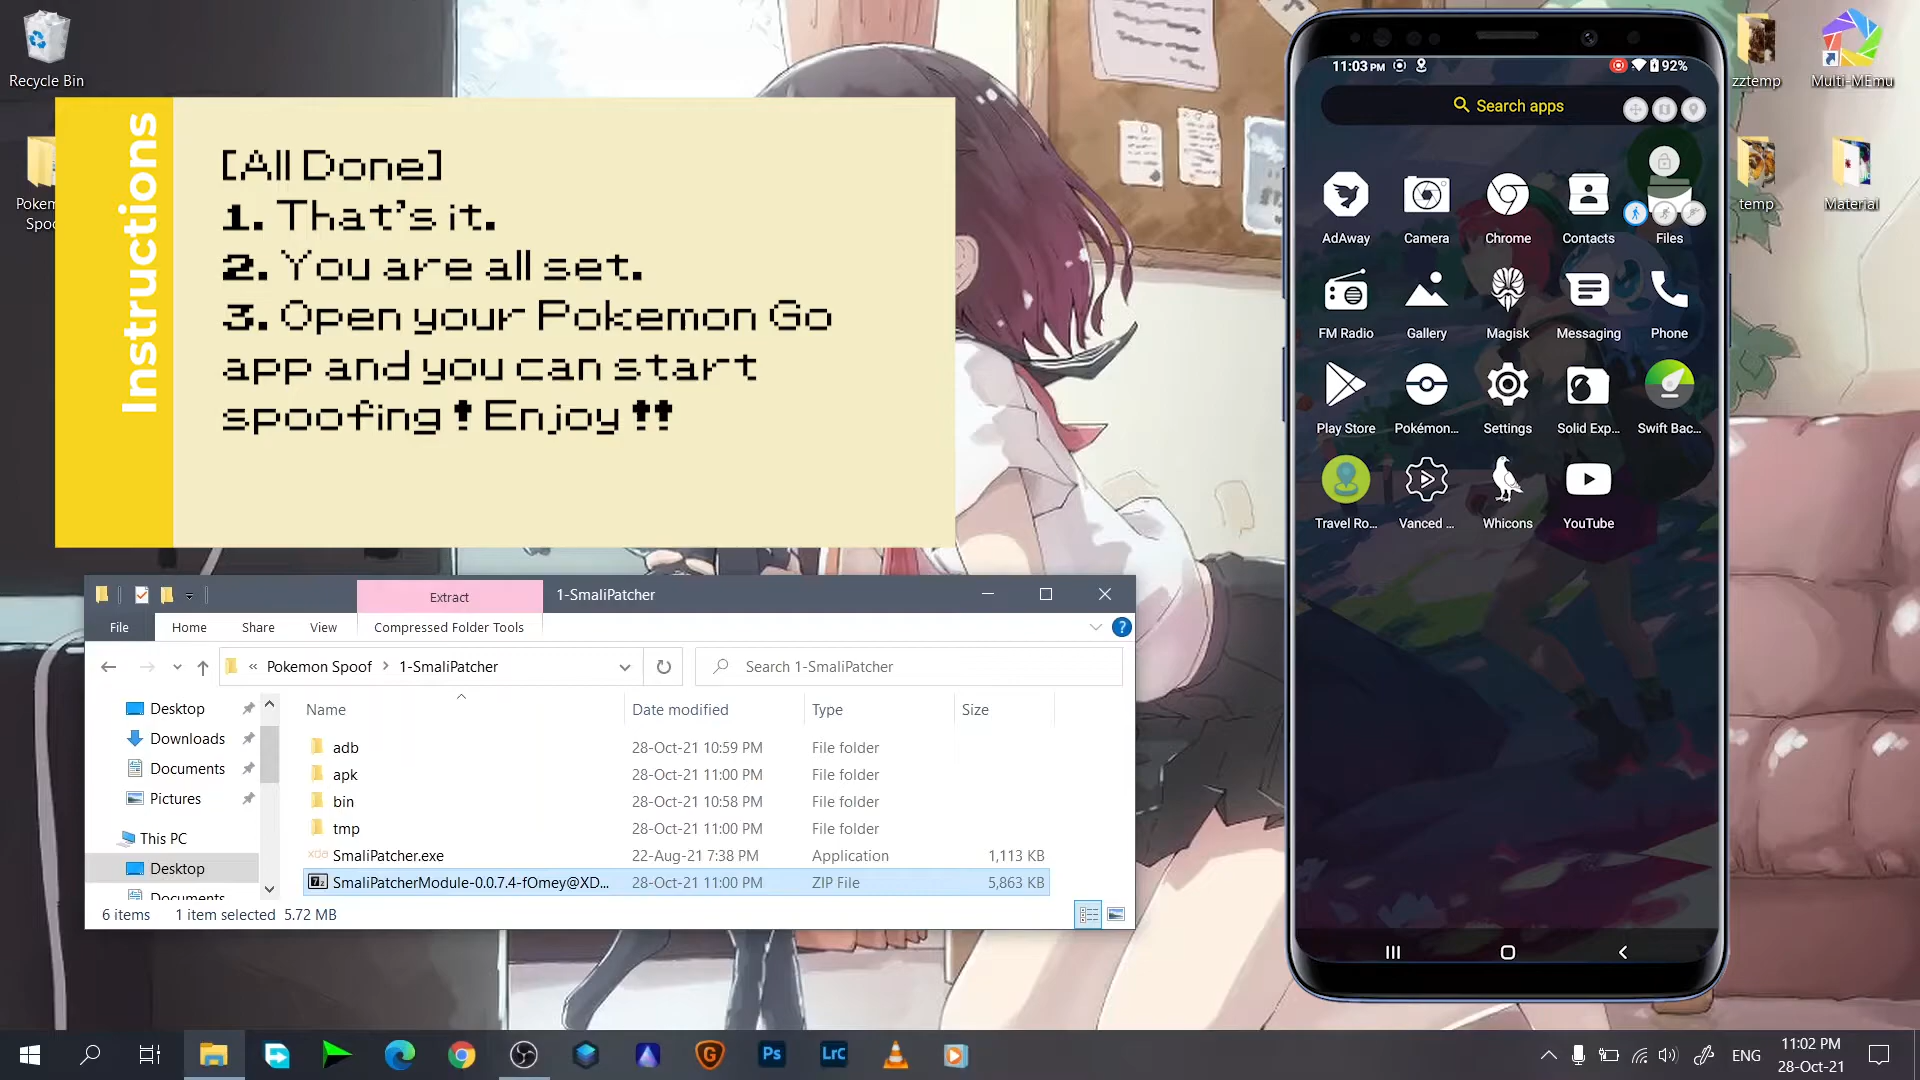 Recycle Bin
Instructions
[All Done]
1. That's it.
2. You are all set.
3. Open your Pokemon Go
app and you can start
spoofing ! Enjoy !!
Extract
1-SmaliPatcher
File
Home
Share
View
Compressed Folder Tools
?
« Pokemon Spoof > 1-SmaliPatcher
Search 1-SmaliPatcher
Desktop
Downloads
Documents
Pictures
This PC
Desktop
Documents
Name Date modified Type Size
adb 28-Oct-21 10:59 PM File folder
apk 28-Oct-21 11:00 PM File folder
bin 28-Oct-21 10:58 PM File folder
tmp 28-Oct-21 11:00 PM File folder
SmaliPatcher.exe 22-Aug-21 7:38 PM Application 1,113 KB
SmaliPatcherModule-0.0.7.4-fOmey@XD... 28-Oct-21 11:00 PM ZIP File 5,863 KB
6 items 1 item selected 5.72 MB
11:03 PM 92%
Search apps
AdAway Camera Chrome Contacts Files
FM Radio Gallery Magisk Messaging Phone
Play Store Pokémon... Settings Solid Exp... Swift Bac...
Travel Ro... Vanced ... Whicons YouTube
zztemp
Multi-MEmu
temp
Material
Ps
LrC
ENG
11:02 PM
28-Oct-21